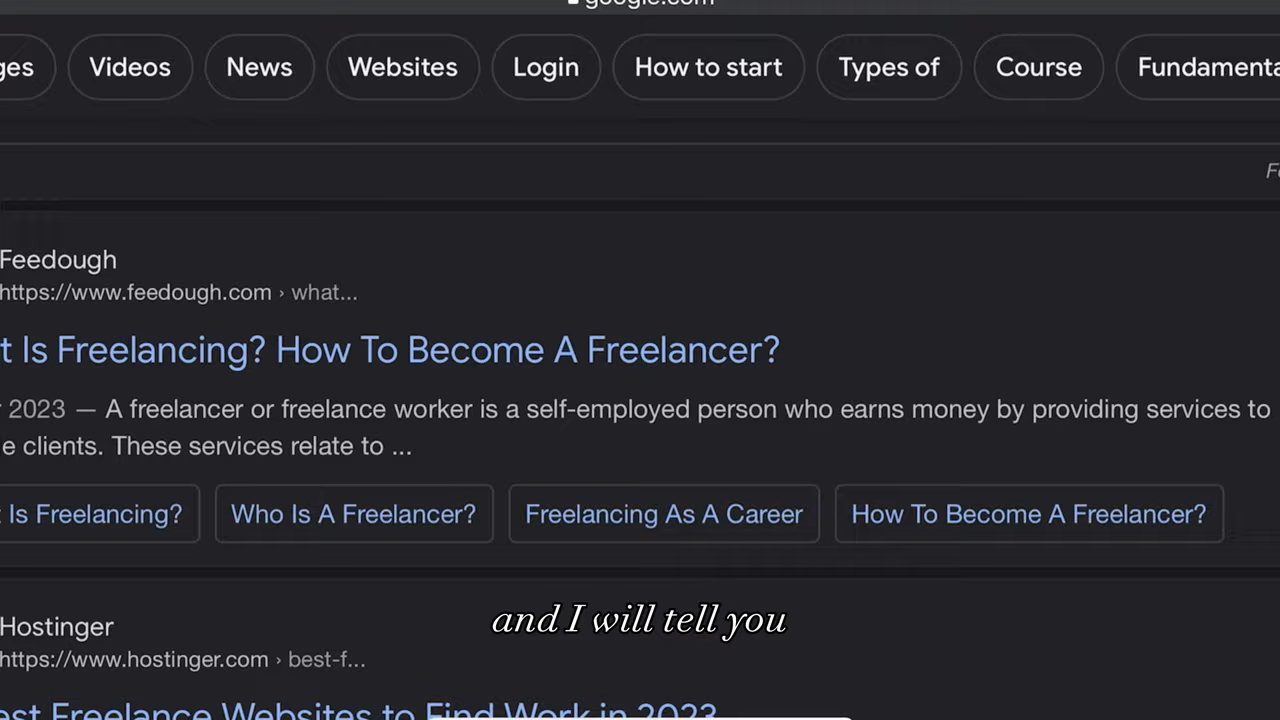 google.com
ges Videos News Websites Login How to start Types of Course Fundamenta
Feedough
https://www.feedough.com › what...
t Is Freelancing? How To Become A Freelancer?
2023 — A freelancer or freelance worker is a self-employed person who earns money by providing services to
e clients. These services relate to ...
t Is Freelancing? Who Is A Freelancer? Freelancing As A Career How To Become A Freelancer?
and I will tell you
Hostinger
https://www.hostinger.com › best-f...
est Freelance Websites to Find Work in 2023